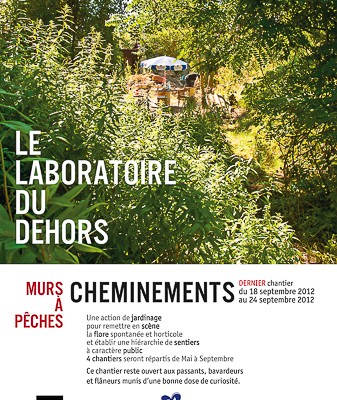 LE
LABORATOIRE
DU
DEHORS
MURS
À
PÊCHES
CHEMINEMENTS
DERNIER chantier
du 18 septembre 2012
au 24 septembre 2012
Une action de jardinage
pour remettre en scène
la flore spontanée et horticole
et établir une hiérarchie de sentiers
à caractère public
4 chantiers seront répartis de Mai à Septembre
Ce chantier reste ouvert aux passants, bavardeurs
et flâneurs munis d'une bonne dose de curiosité.